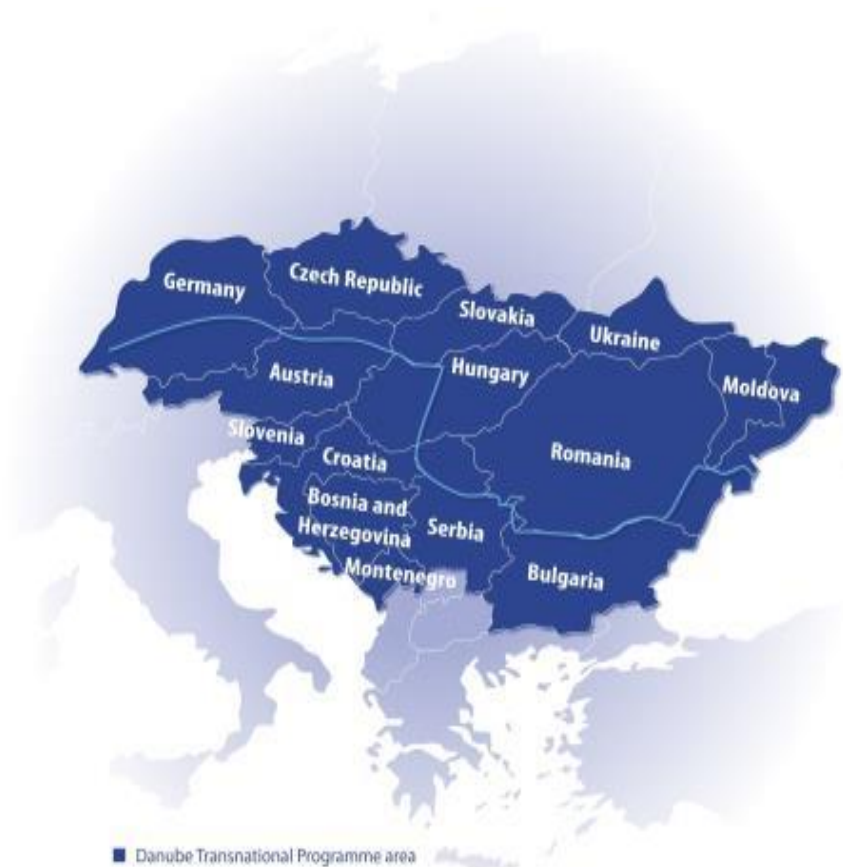 Germany
Czech Republic
Slovakia
Ukraine
Austria
Hungary
Moldova
Slovenia
Croatia
Romania
Bosnia and
Herzegovina
Serbia
Montenegro
Bulgaria
Danube Transnational Programme area